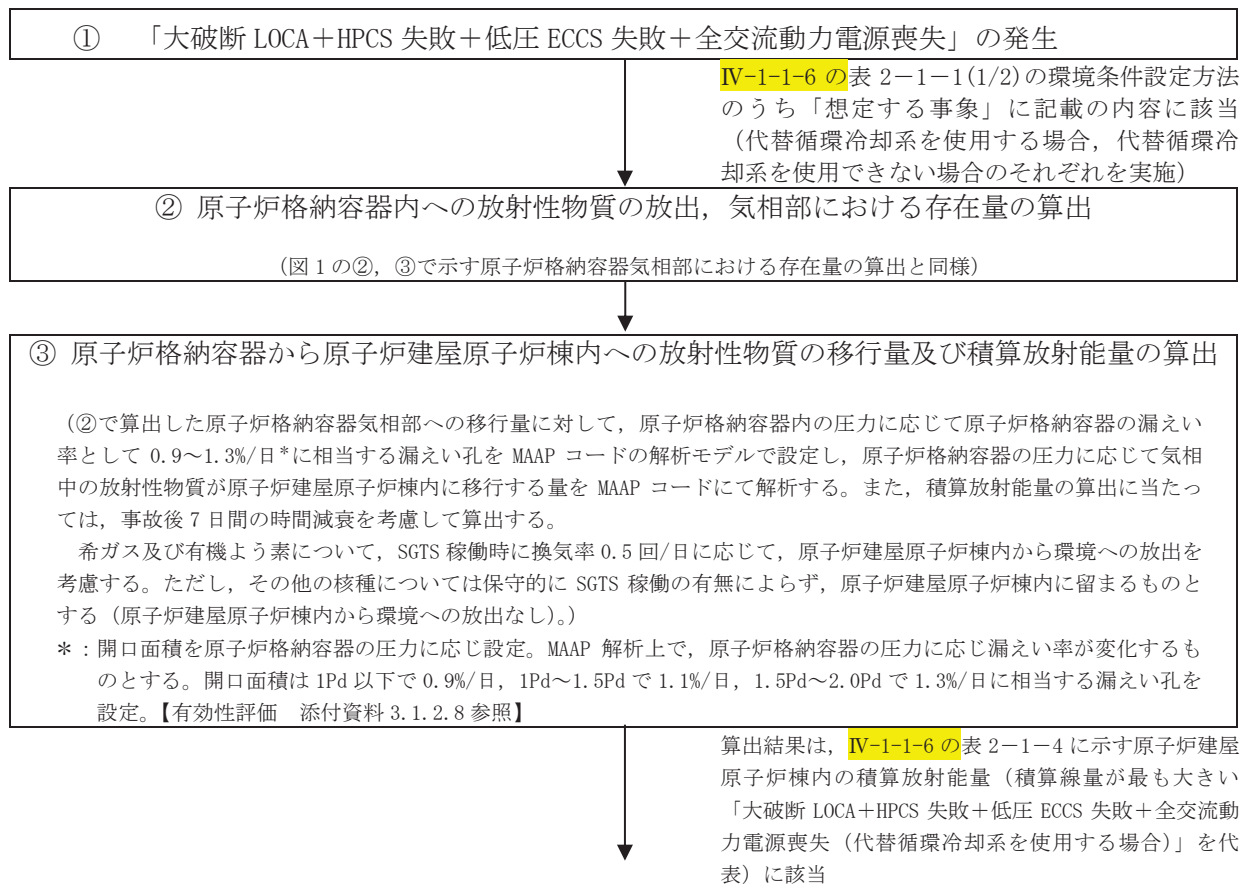 ① 「大破断 LOCA＋HPCS 失敗＋低圧 ECCS 失敗＋全交流動力電源喪失」の発生
Ⅳ-1-1-6 の表 2－1－1(1/2)の環境条件設定方法
のうち「想定する事象」に記載の内容に該当
（代替循環冷却系を使用する場合，代替循環冷
却系を使用できない場合のそれぞれを実施）
② 原子炉格納容器内への放射性物質の放出，気相部における存在量の算出
（図 1 の②，③で示す原子炉格納容器気相部における存在量の算出と同様）
③ 原子炉格納容器から原子炉建屋原子炉棟内への放射性物質の移行量及び積算放射能量の算出
（②で算出した原子炉格納容器気相部への移行量に対して，原子炉格納容器内の圧力に応じて原子炉格納容器の漏えい
率として 0.9～1.3%/日*に相当する漏えい孔を MAAP コードの解析モデルで設定し，原子炉格納容器の圧力に応じて気相
中の放射性物質が原子炉建屋原子炉棟内に移行する量を MAAP コードにて解析する。また，積算放射能量の算出に当たっ
ては，事故後 7 日間の時間減衰を考慮して算出する。
希ガス及び有機よう素について，SGTS 稼働時に換気率 0.5 回/日に応じて，原子炉建屋原子炉棟内から環境への放出を
考慮する。ただし，その他の核種については保守的に SGTS 稼働の有無によらず，原子炉建屋原子炉棟内に留まるものと
する（原子炉建屋原子炉棟内から環境への放出なし）。）
＊：開口面積を原子炉格納容器の圧力に応じ設定。MAAP 解析上で，原子炉格納容器の圧力に応じ漏えい率が変化するも
のとする。開口面積は 1Pd 以下で 0.9%/日，1Pd～1.5Pd で 1.1%/日，1.5Pd～2.0Pd で 1.3%/日に相当する漏えい孔を
設定。【有効性評価 添付資料 3.1.2.8 参照】
算出結果は，Ⅳ-1-1-6 の表 2－1－4 に示す原子炉建屋
原子炉棟内の積算放射能量（積算線量が最も大きい
「大破断 LOCA＋HPCS 失敗＋低圧 ECCS 失敗＋全交流動
力電源喪失（代替循環冷却系を使用する場合）」を代
表）に該当